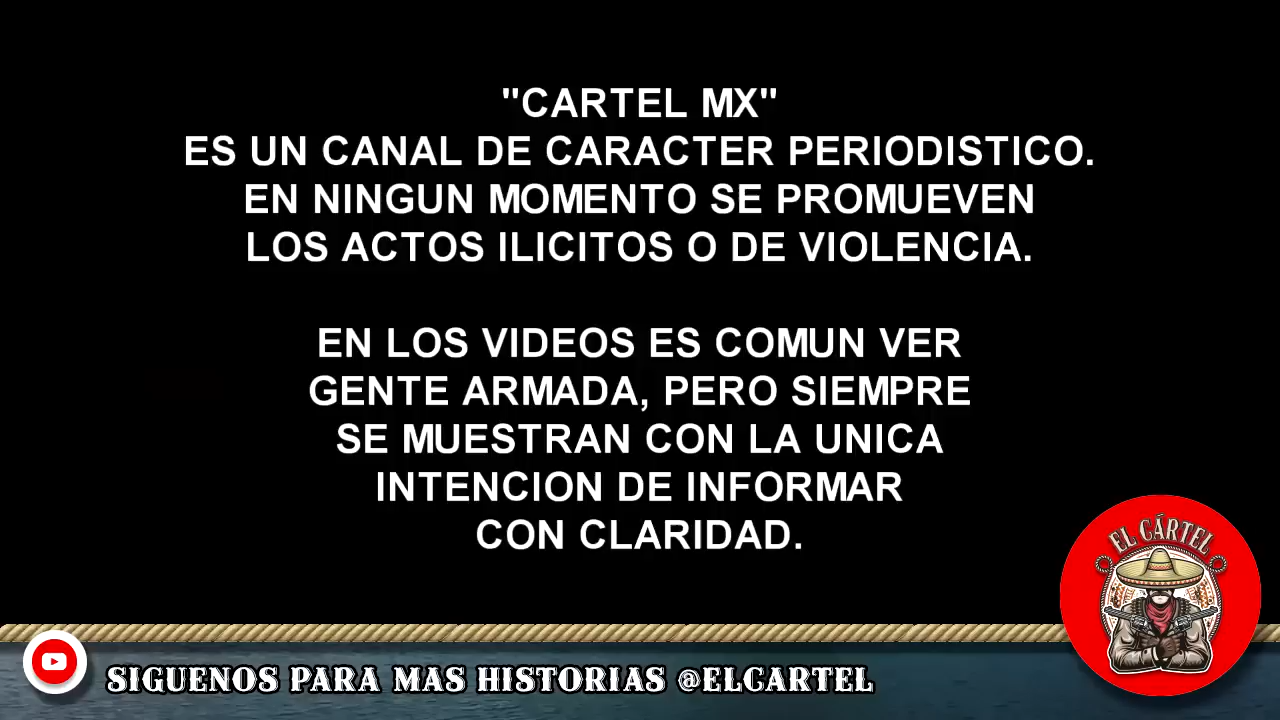 "CARTEL MX"
ES UN CANAL DE CARACTER PERIODISTICO.
EN NINGUN MOMENTO SE PROMUEVEN
LOS ACTOS ILICITOS O DE VIOLENCIA.
EN LOS VIDEOS ES COMUN VER
GENTE ARMADA, PERO SIEMPRE
SE MUESTRAN CON LA UNICA
INTENCION DE INFORMAR
CON CLARIDAD.
EL CÁRTEL
SIGUENOS PARA MAS HISTORIAS @ELCARTEL